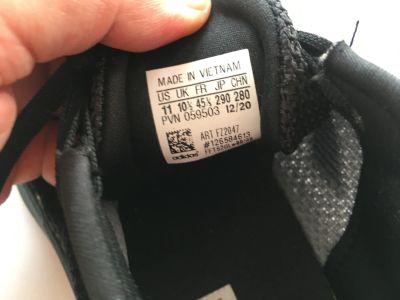 MADE IN VIETNAM
US UK FR JP CHN
11 10½ 45⅓ 290 280
PVN 059503 12/20
ART FZ2047
#126584613
adidas